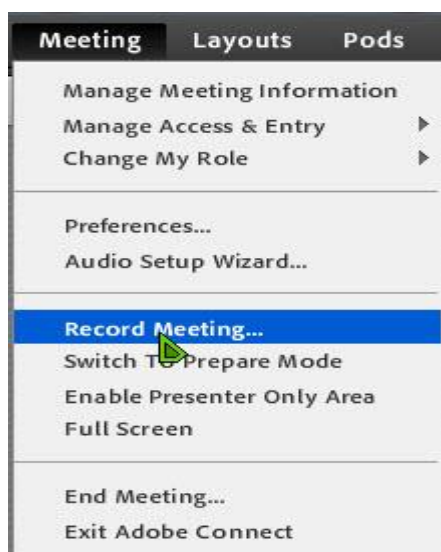 Meeting Layouts Pods
Manage Meeting Information
Manage Access & Entry
Change My Role
Preferences...
Audio Setup Wizard...
Record Meeting...
Switch To Prepare Mode
Enable Presenter Only Area
Full Screen
End Meeting...
Exit Adobe Connect